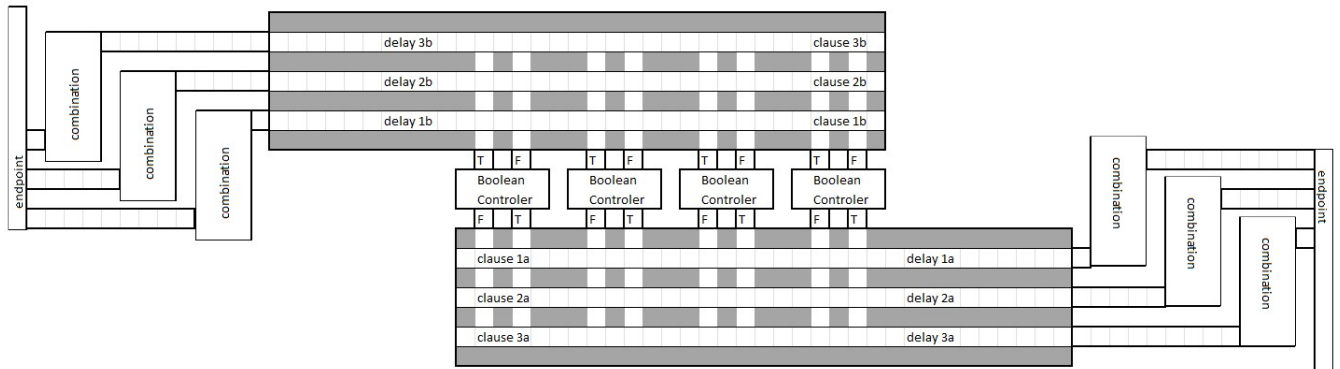 delay 3b clause 3b
combination
delay 2b clause 2b
combination
delay 1b clause 1b
combination
endpoint
T F T F T F T F
Boolean Boolean Boolean Boolean
Controler Controler Controler Controler
F T F T F T F T
combination
combination
combination
endpoint
clause 1a delay 1a
clause 2a delay 2a
clause 3a delay 3a